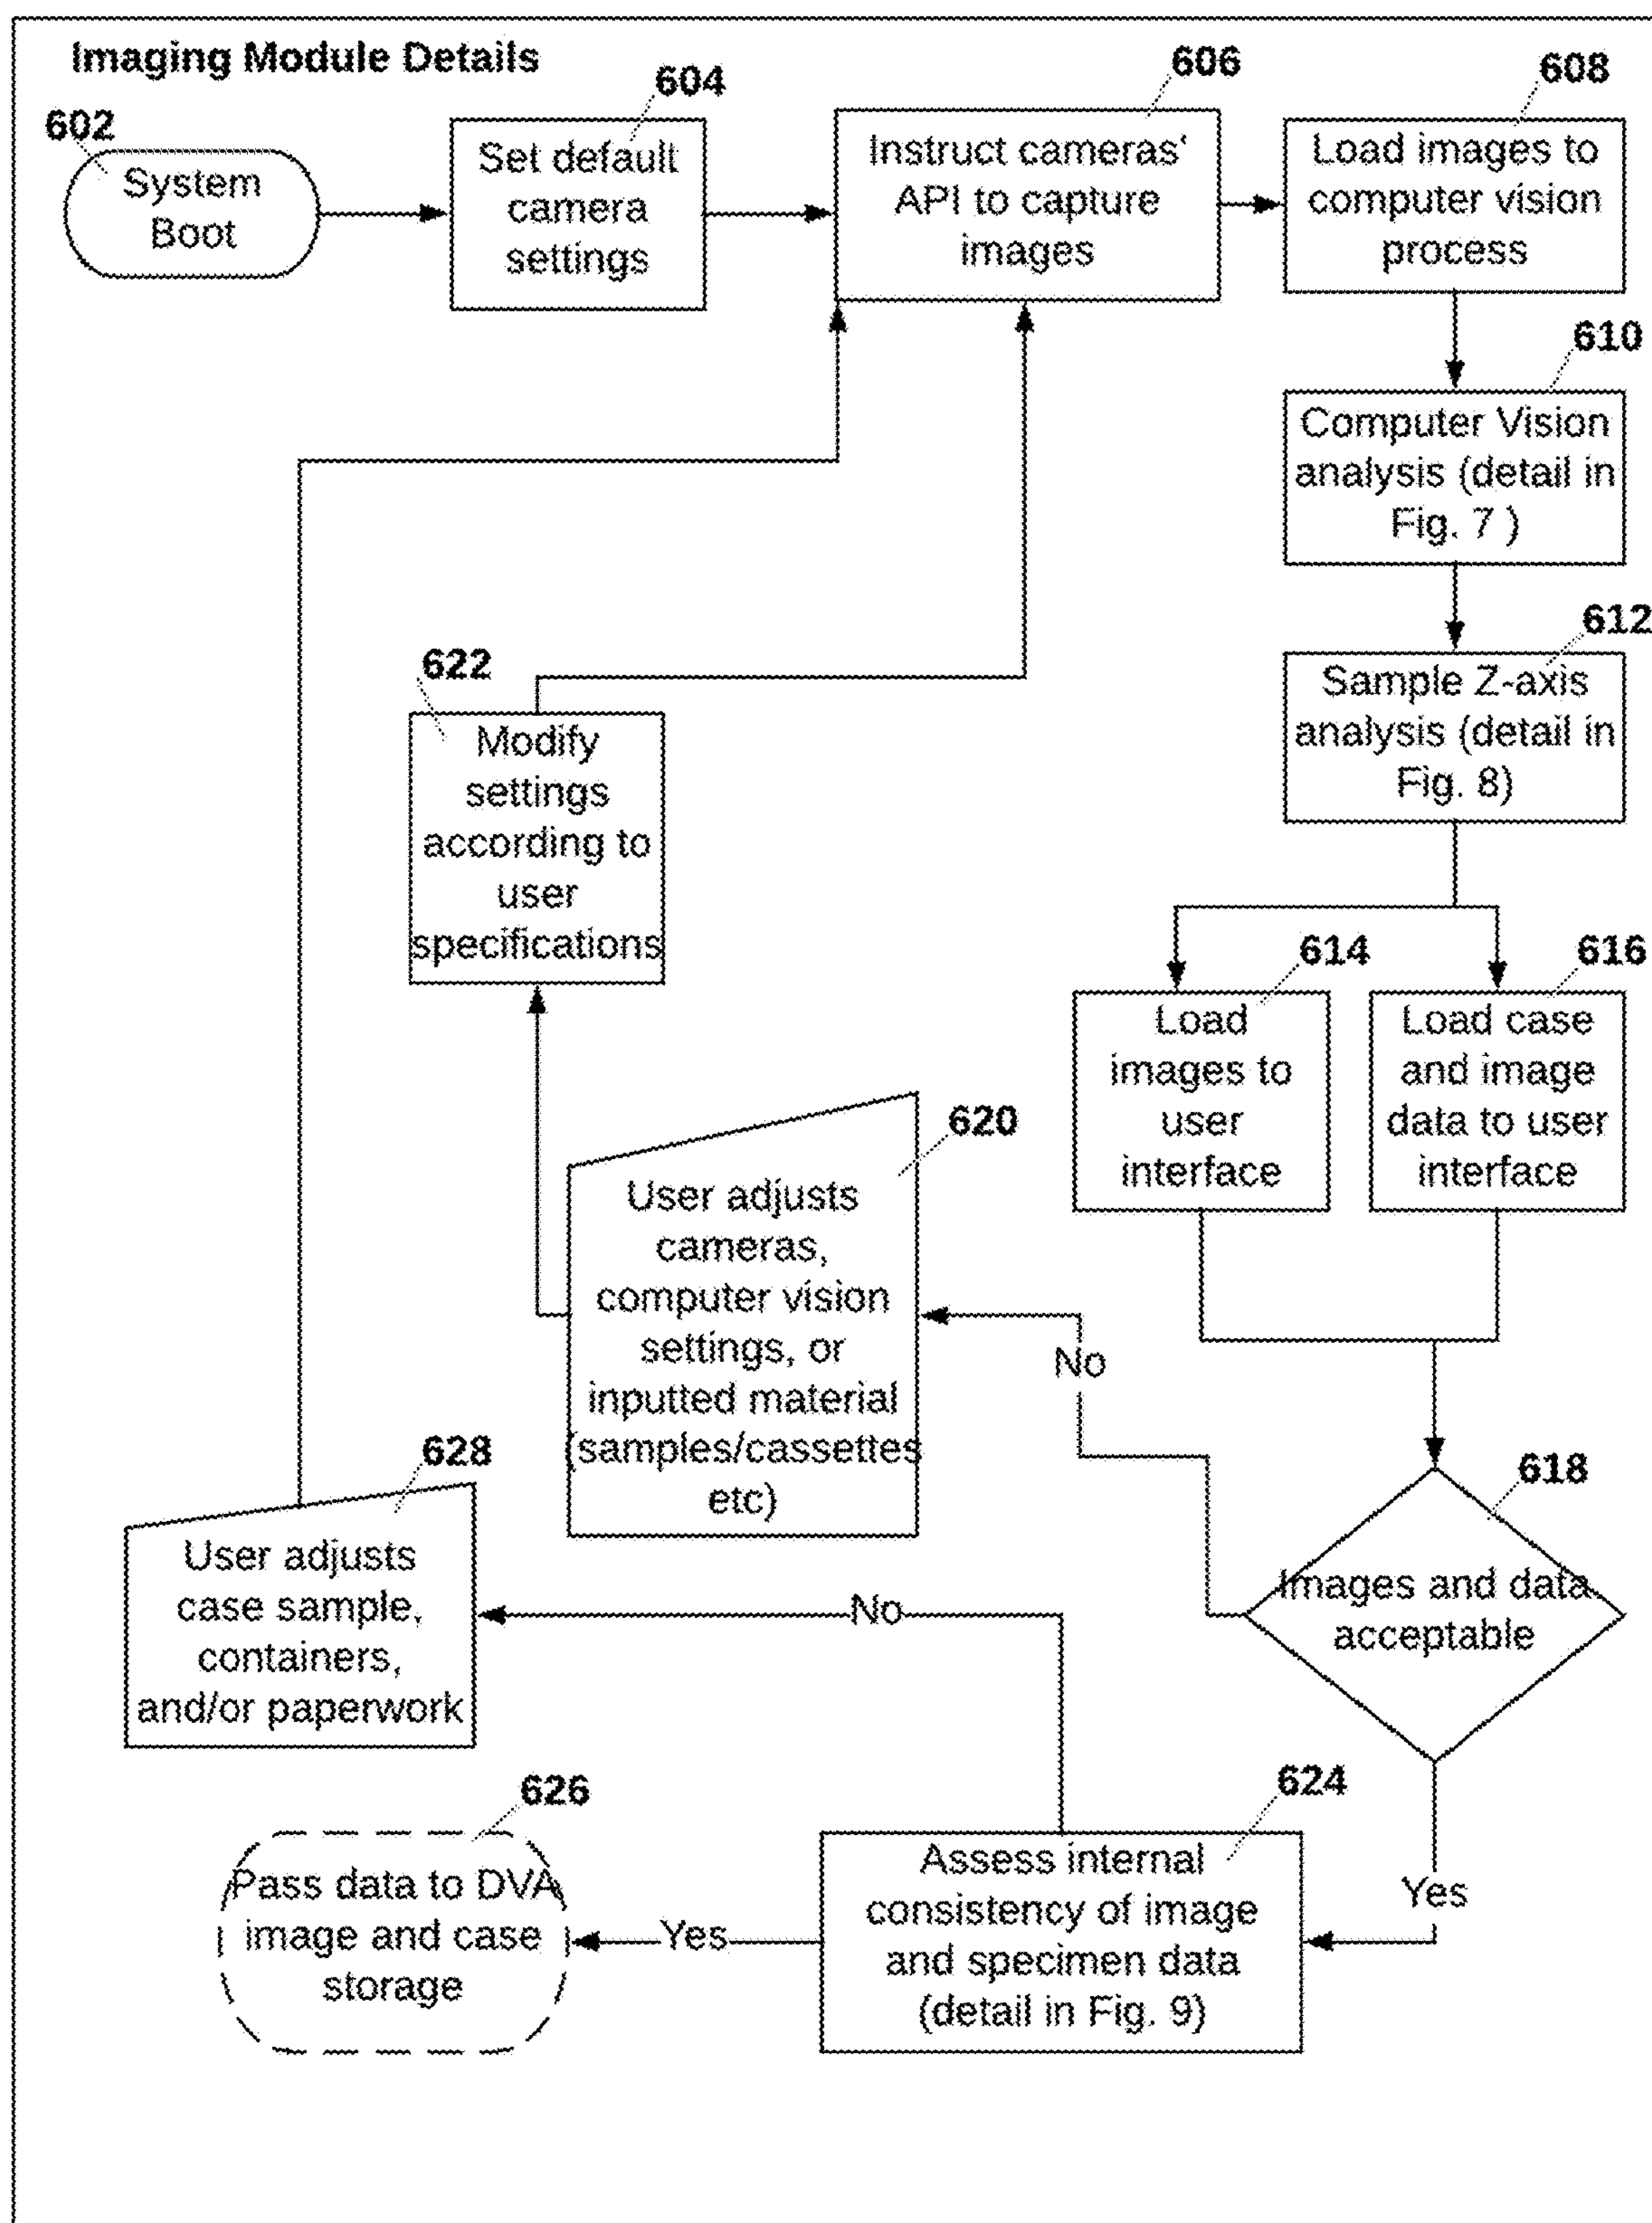 Imaging Module Details
602
System
Boot
604
Set default
camera
settings
606
Instruct cameras'
API to capture
images
608
Load images to
computer vision
process
610
Computer Vision
analysis (detail in
Fig. 7 )
612
Sample Z-axis
analysis (detail in
Fig. 8)
614
Load
images to
user
interface
616
Load case
and image
data to user
interface
618
Images and data
acceptable
No
620
User adjusts
cameras,
computer vision
settings, or
inputted material
(samples/cassettes
etc)
622
Modify
settings
according to
user
specifications
Yes
624
Assess internal
consistency of image
and specimen data
(detail in Fig. 9)
No
628
User adjusts
case sample,
containers,
and/or paperwork
Yes
626
Pass data to DVA
image and case
storage